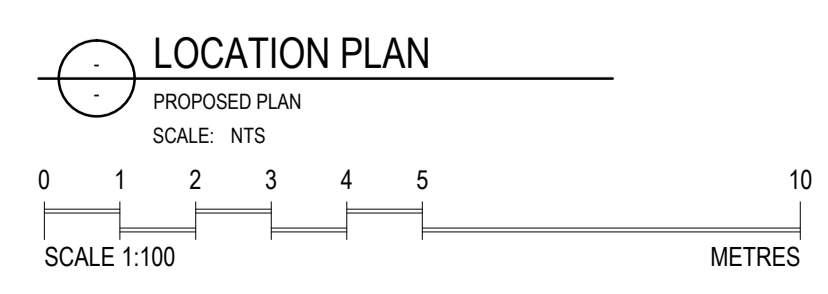 -
-
LOCATION PLAN
PROPOSED PLAN
SCALE: NTS
0 1 2 3 4 5 10
SCALE 1:100 METRES